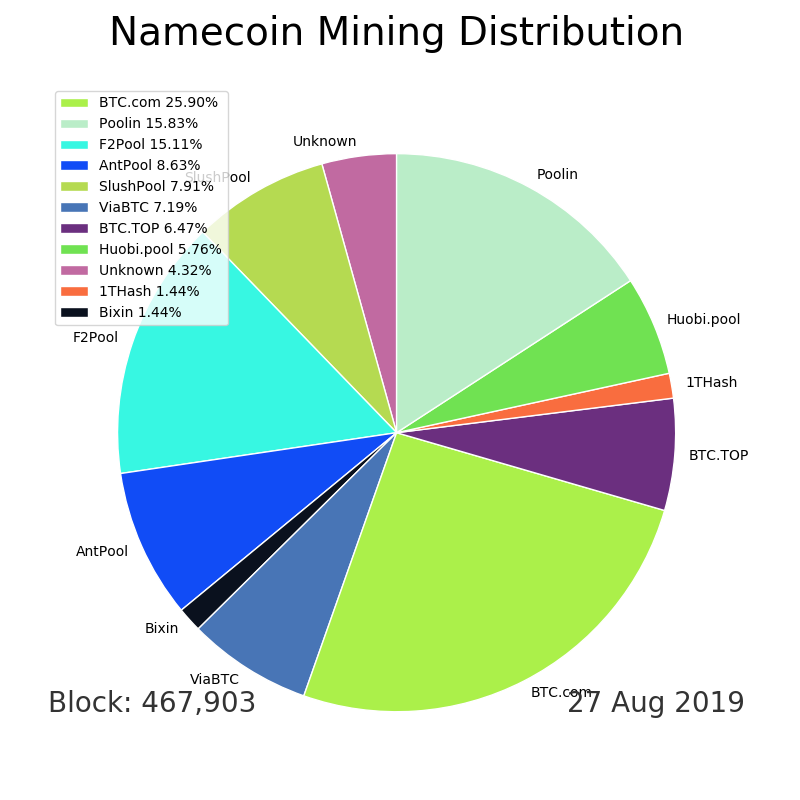 Namecoin Mining Distribution
BTC.com 25.90%
Poolin 15.83%
F2Pool 15.11%
AntPool 8.63%
SlushPool 7.91%
ViaBTC 7.19%
BTC.TOP 6.47%
Huobi.pool 5.76%
Unknown 4.32%
1THash 1.44%
Bixin 1.44%
Unknown
SlushPool
Poolin
Huobi.pool
F2Pool
1THash
BTC.TOP
AntPool
Bixin
ViaBTC
BTC.com
Block: 467,903
27 Aug 2019